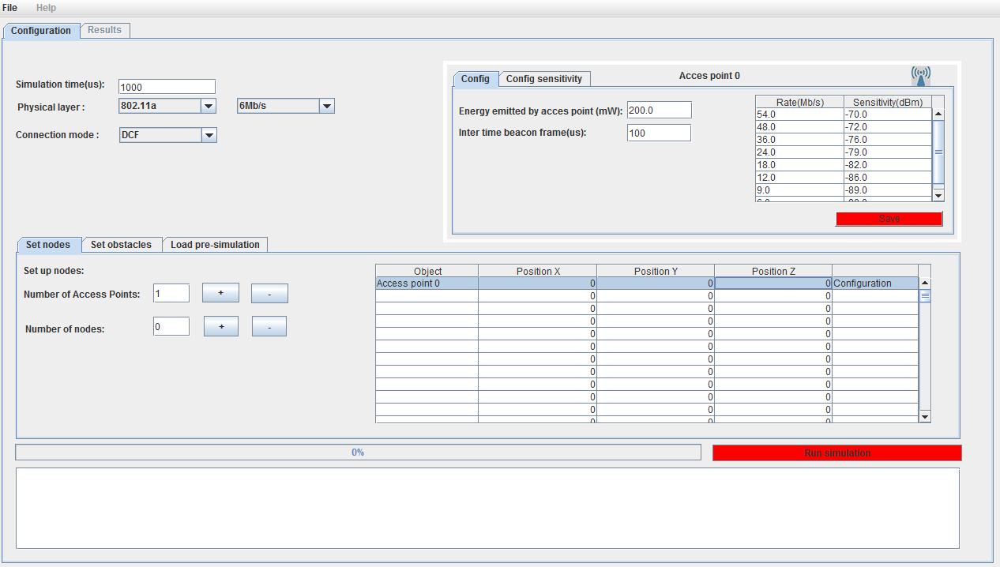 File Help
Configuration Results
Simulation time(us): 1000
Physical layer : 802.11a 6Mb/s
Connection mode : DCF
Config Config sensitivity Acces point 0
Energy emitted by acces point (mW): 200.0
Inter time beacon frame(us): 100
Rate(Mb/s) Sensitivity(dBm)
54.0 -70.0
48.0 -72.0
36.0 -76.0
24.0 -79.0
18.0 -82.0
12.0 -86.0
9.0 -89.0
Save
Set nodes Set obstacles Load pre-simulation
Set up nodes:
Number of Access Points: 1 + -
Number of nodes: 0 + -
Object Position X Position Y Position Z
Access point 0 0 0 0 Configuration
0 0 0
0 0 0
0 0 0
0 0 0
0 0 0
0 0 0
0 0 0
0 0 0
0 0 0
0 0 0
0 0 0
0% Run simulation